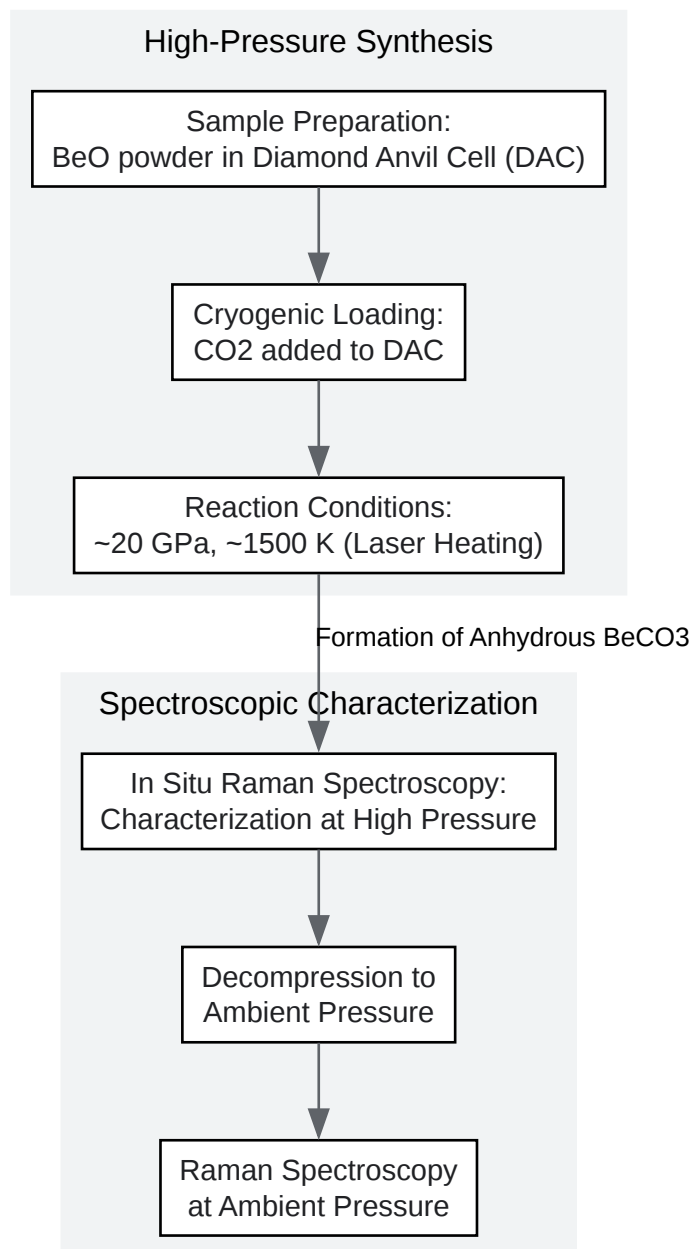 High-Pressure Synthesis
Sample Preparation:
BeO powder in Diamond Anvil Cell (DAC)
Cryogenic Loading:
CO2 added to DAC
Reaction Conditions:
~20 GPa, ~1500 K (Laser Heating)
Formation of Anhydrous BeCO3
Spectroscopic Characterization
In Situ Raman Spectroscopy:
Characterization at High Pressure
Decompression to
Ambient Pressure
Raman Spectroscopy
at Ambient Pressure